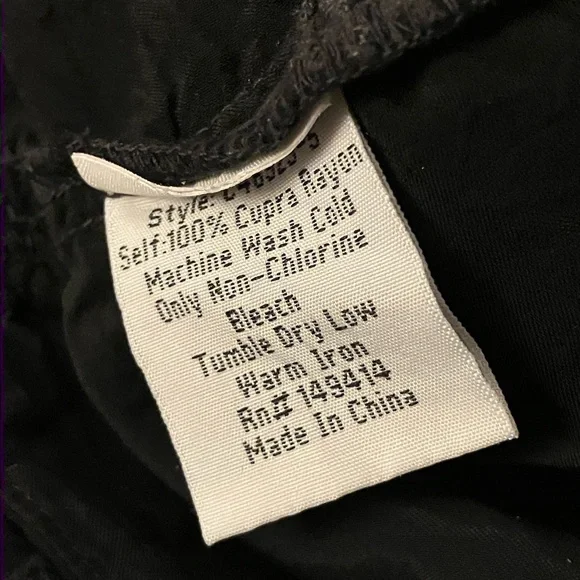 Style:
Self:100% Cupra Rayon
Machine Wash Cold
Only Non-Chlorine
Bleach
Tumble Dry Low
Warm Iron
Rn# 149414
Made In China